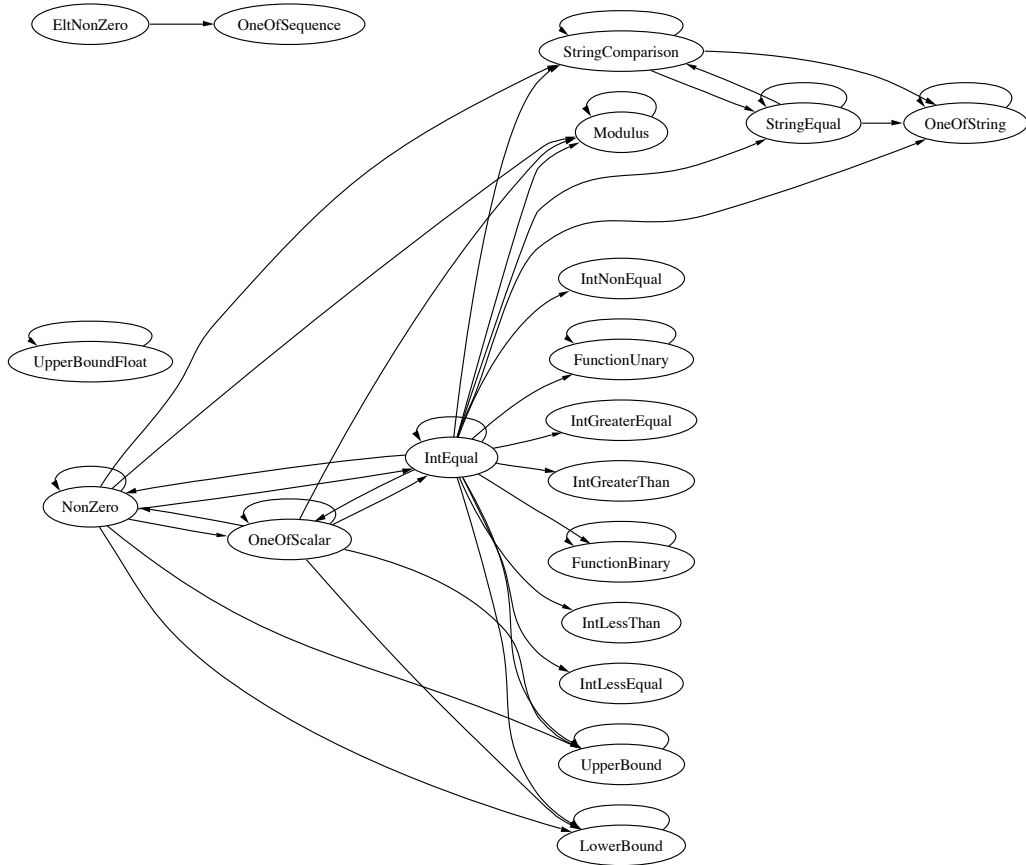 EltNonZero
OneOfSequence
StringComparison
Modulus
StringEqual
OneOfString
IntNonEqual
UpperBoundFloat
FunctionUnary
IntGreaterEqual
IntEqual
IntGreaterThan
NonZero
OneOfScalar
FunctionBinary
IntLessThan
IntLessEqual
UpperBound
LowerBound